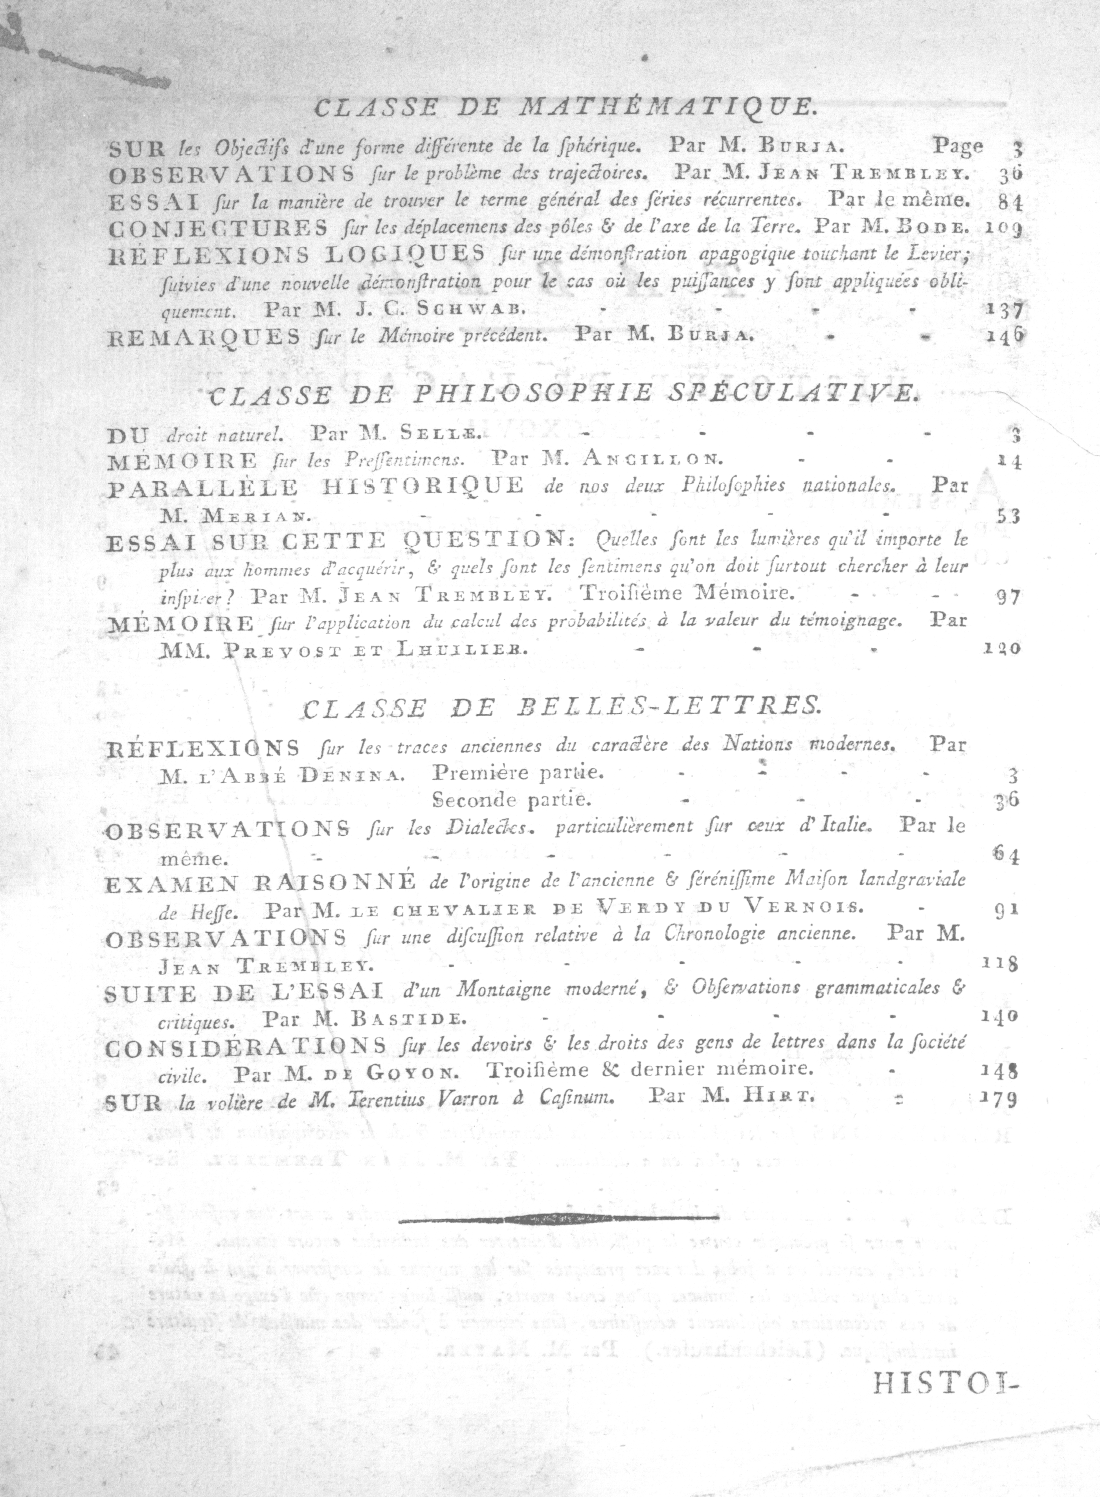 CLASSE DE MATHÉMATIQUE.
SUR les Objectifs d'une forme différente de la ſphérique. Par M. BURJA. Page 3
OBSERVATIONS ſur le problème des trajectoires. Par M. JEAN TREMBLEY. 36
ESSAI ſur la manière de trouver le terme général des ſéries récurrentes. Par le même. 84
CONJECTURES ſur les déplacemens des pôles & de l'axe de la Terre. Par M. BODE. 109
RÉFLEXIONS LOGIQUES ſur une démonſtration apagogique touchant le Levier;
ſuivies d'une nouvelle démonſtration pour le cas où les puiſſances y ſont appliquées obli-
quement. Par M. J. C. SCHWAB. - - - - 137
REMARQUES ſur le Mémoire précédent. Par M. BURJA. - - 146
CLASSE DE PHILOSOPHIE SPÉCULATIVE.
DU droit naturel. Par M. SELLE. - - - - 3
MÉMOIRE ſur les Preſſentimens. Par M. ANCILLON. - - 14
PARALLÈLE HISTORIQUE de nos deux Philoſophies nationales. Par
M. MERIAN. - - - - - 53
ESSAI SUR CETTE QUESTION: Quelles ſont les lumières qu'il importe le
plus aux hommes d'acquérir, & quels ſont les ſentimens qu'on doit ſurtout chercher à leur
inſpirer? Par M. JEAN TREMBLEY. Troiſième Mémoire. - - 97
MÉMOIRE ſur l'application du calcul des probabilités à la valeur du témoignage. Par
MM. PREVOST ET LHUILIER. - - - 120
CLASSE DE BELLES-LETTRES.
RÉFLEXIONS ſur les traces anciennes du caractère des Nations modernes. Par
M. L'ABBÉ DENINA. Première partie. - - - - 3
Seconde partie. - - - 36
OBSERVATIONS ſur les Dialectes. particulièrement ſur ceux d'Italie. Par le
même. - - - - - - 64
EXAMEN RAISONNÉ de l'origine de l'ancienne & ſéréniſſime Maiſon landgraviale
de Heſſe. Par M. LE CHEVALIER DE VERDY DU VERNOIS. - 91
OBSERVATIONS ſur une diſcuſſion relative à la Chronologie ancienne. Par M.
JEAN TREMBLEY. - - - - - 118
SUITE DE L'ESSAI d'un Montaigne moderné, & Obſervations grammaticales &
critiques. Par M. BASTIDE. - - - - 140
CONSIDÉRATIONS ſur les devoirs & les droits des gens de lettres dans la ſociété
civile. Par M. DE GOYON. Troiſième & dernier mémoire. - 148
SUR la volière de M. Terentius Varron à Caſinum. Par M. HIRT. - 179
HISTOI-